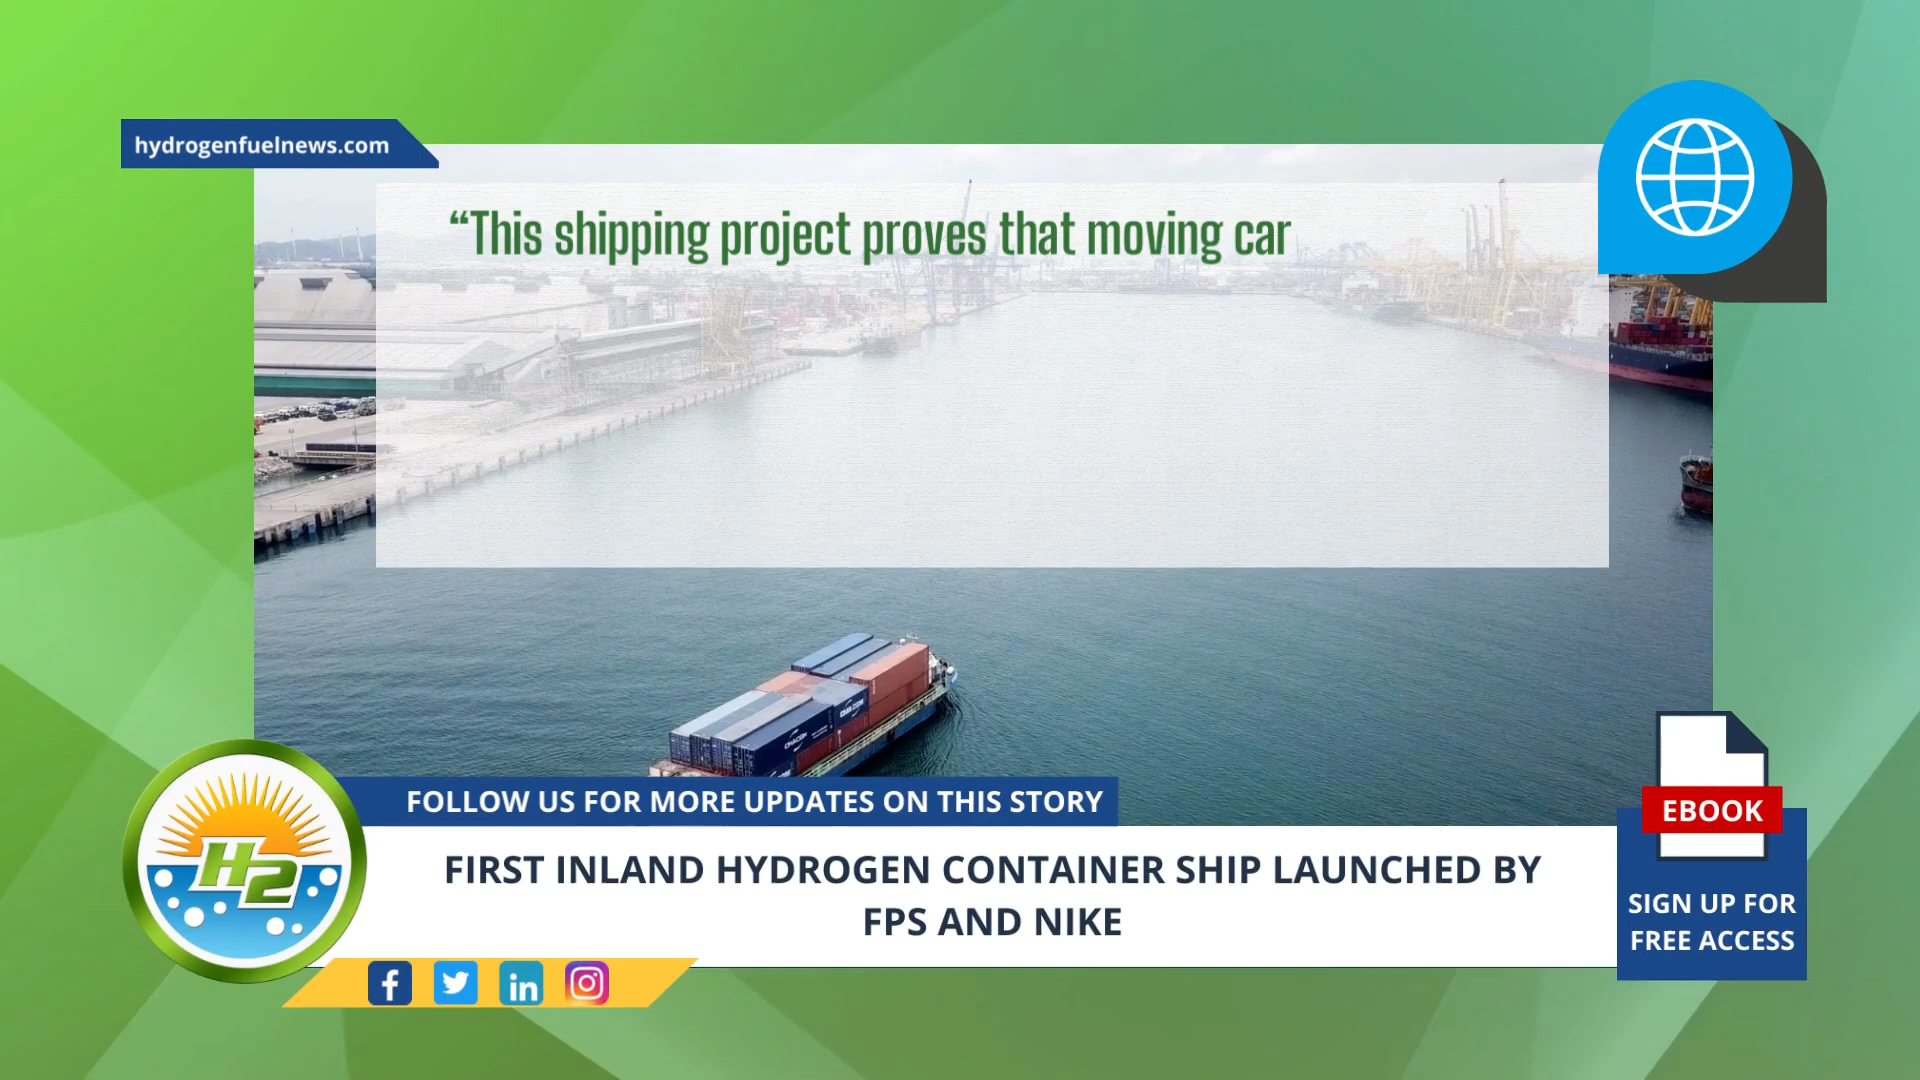 hydrogenfuelnews.com
“This shipping project proves that moving car
FOLLOW US FOR MORE UPDATES ON THIS STORY
FIRST INLAND HYDROGEN CONTAINER SHIP LAUNCHED BY
FPS AND NIKE
H2
EBOOK
SIGN UP FOR
FREE ACCESS